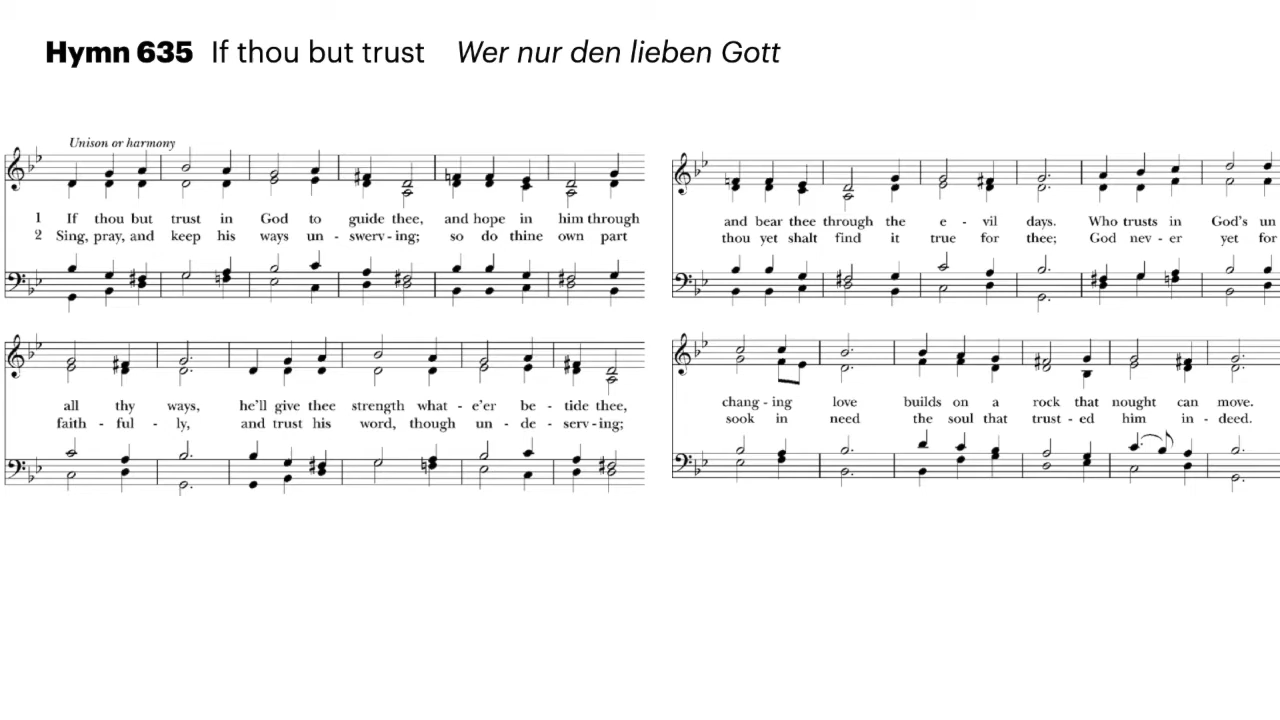 Hymn 635 If thou but trust Wer nur den lieben Gott
Unison or harmony
1 If thou but trust in God to guide thee, and hope in him through
2 Sing, pray, and keep his ways un - swerv - ing; so do thine own part
all thy ways, he'll give thee strength what - e'er be - tide thee,
faith - ful - ly, and trust his word, though un - de - serv - ing;
and bear thee through the e - vil days. Who trusts in God's un
thou yet shalt find it true for thee; God nev - er yet for
chang - ing love builds on a rock that nought can move.
sook in need the soul that trust - ed him in - deed.